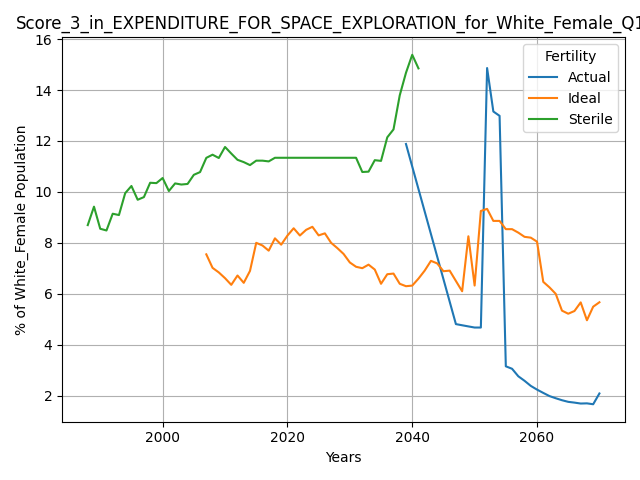 Score_3_in_EXPENDITURE_FOR_SPACE_EXPLORATION_for_White_Female_Q1
Fertility
Actual
Ideal
Sterile
% of White_Female Population
16
14
12
10
8
6
4
2
2000 2020 2040 2060
Years